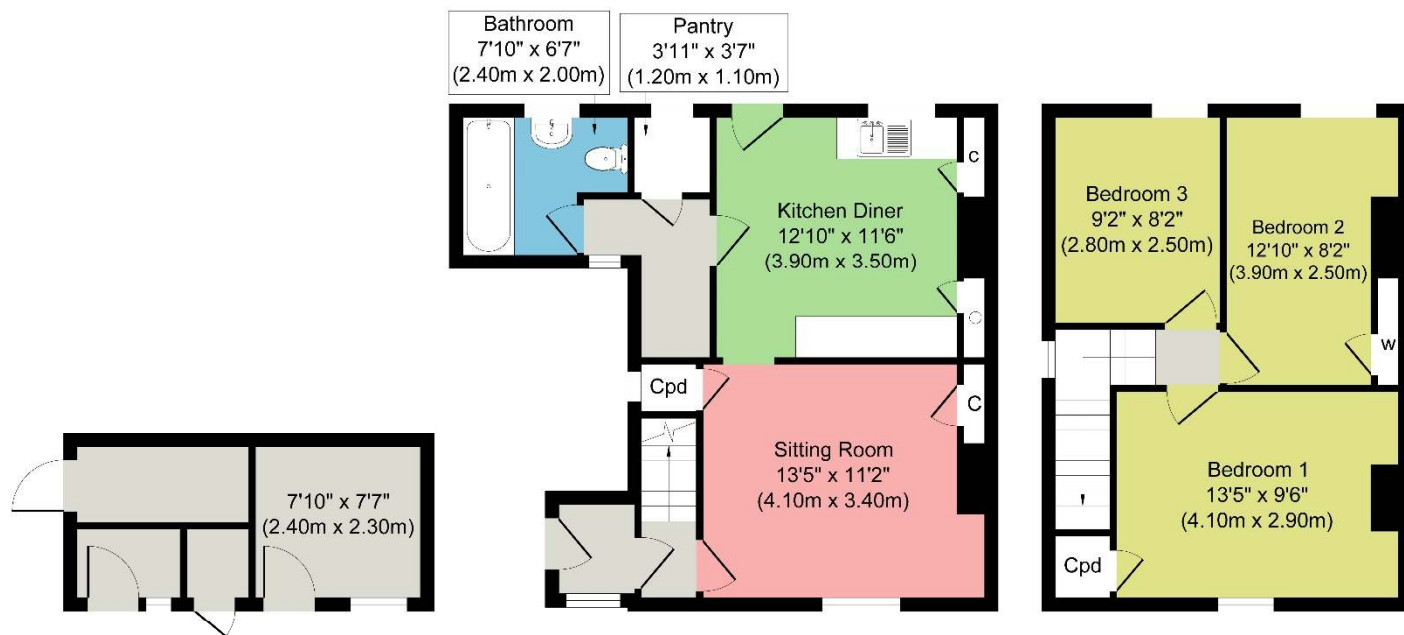 Bathroom
7'10" x 6'7"
(2.40m x 2.00m)
Pantry
3'11" x 3'7"
(1.20m x 1.10m)
c
Kitchen Diner
12'10" x 11'6"
(3.90m x 3.50m)
Cpd
C
Sitting Room
13'5" x 11'2"
(4.10m x 3.40m)
7'10" x 7'7"
(2.40m x 2.30m)
Bedroom 3
9'2" x 8'2"
(2.80m x 2.50m)
Bedroom 2
12'10" x 8'2"
(3.90m x 2.50m)
w
Bedroom 1
13'5" x 9'6"
(4.10m x 2.90m)
Cpd